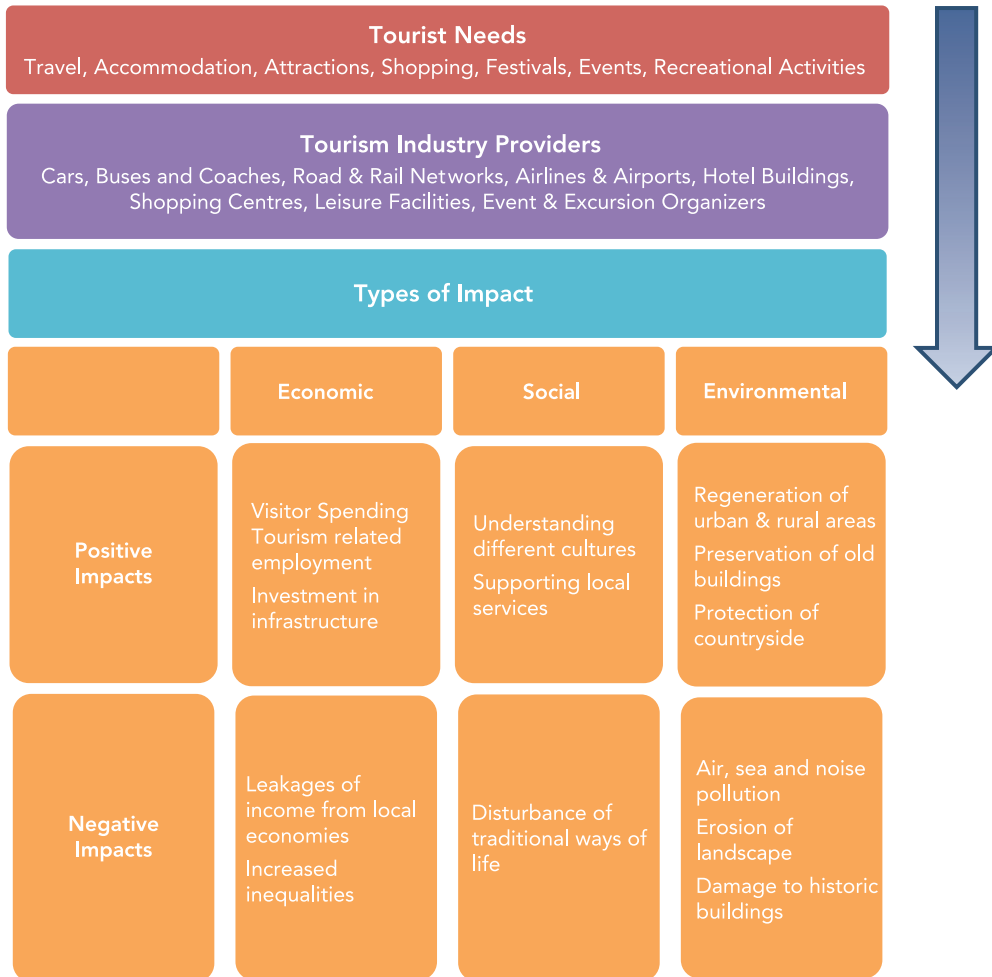 Tourist Needs
Travel, Accommodation, Attractions, Shopping, Festivals, Events, Recreational Activities
Tourism Industry Providers
Cars, Buses and Coaches, Road & Rail Networks, Airlines & Airports, Hotel Buildings,
Shopping Centres, Leisure Facilities, Event & Excursion Organizers
Types of Impact
Economic
Social
Environmental
Positive
Impacts
Visitor Spending
Tourism related
employment
Investment in
infrastructure
Understanding
different cultures
Supporting local
services
Regeneration of
urban & rural areas
Preservation of old
buildings
Protection of
countryside
Negative
Impacts
Leakages of
income from local
economies
Increased
inequalities
Disturbance of
traditional ways of
life
Air, sea and noise
pollution
Erosion of
landscape
Damage to historic
buildings